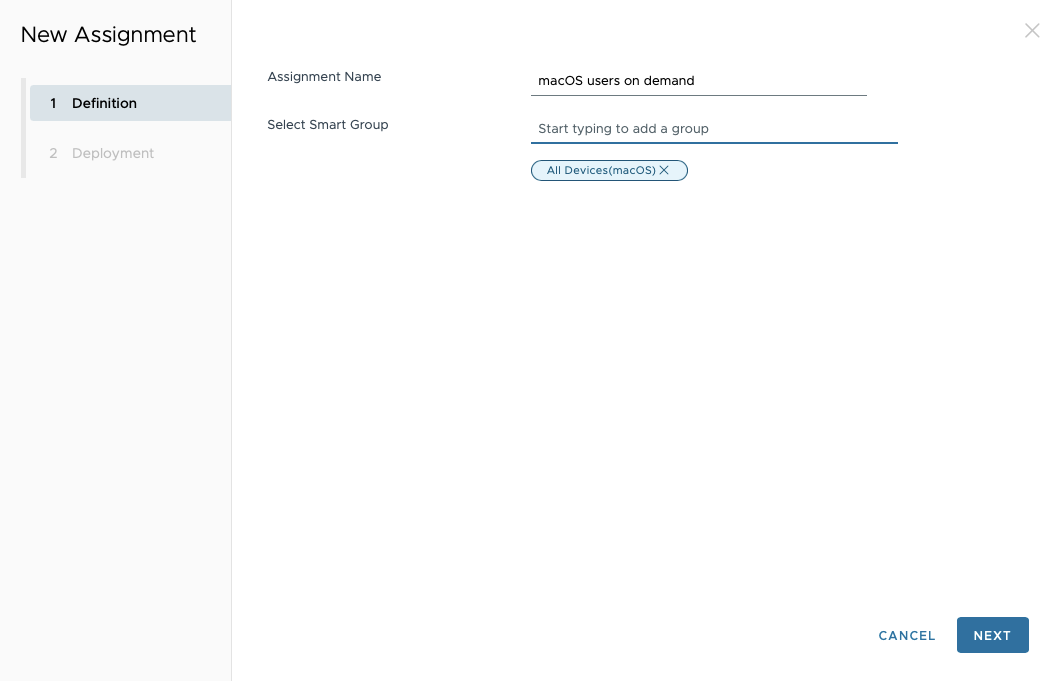 New Assignment
1 Definition
2 Deployment
Assignment Name
macOS users on demand
Select Smart Group
Start typing to add a group
All Devices(macOS)
CANCEL
NEXT